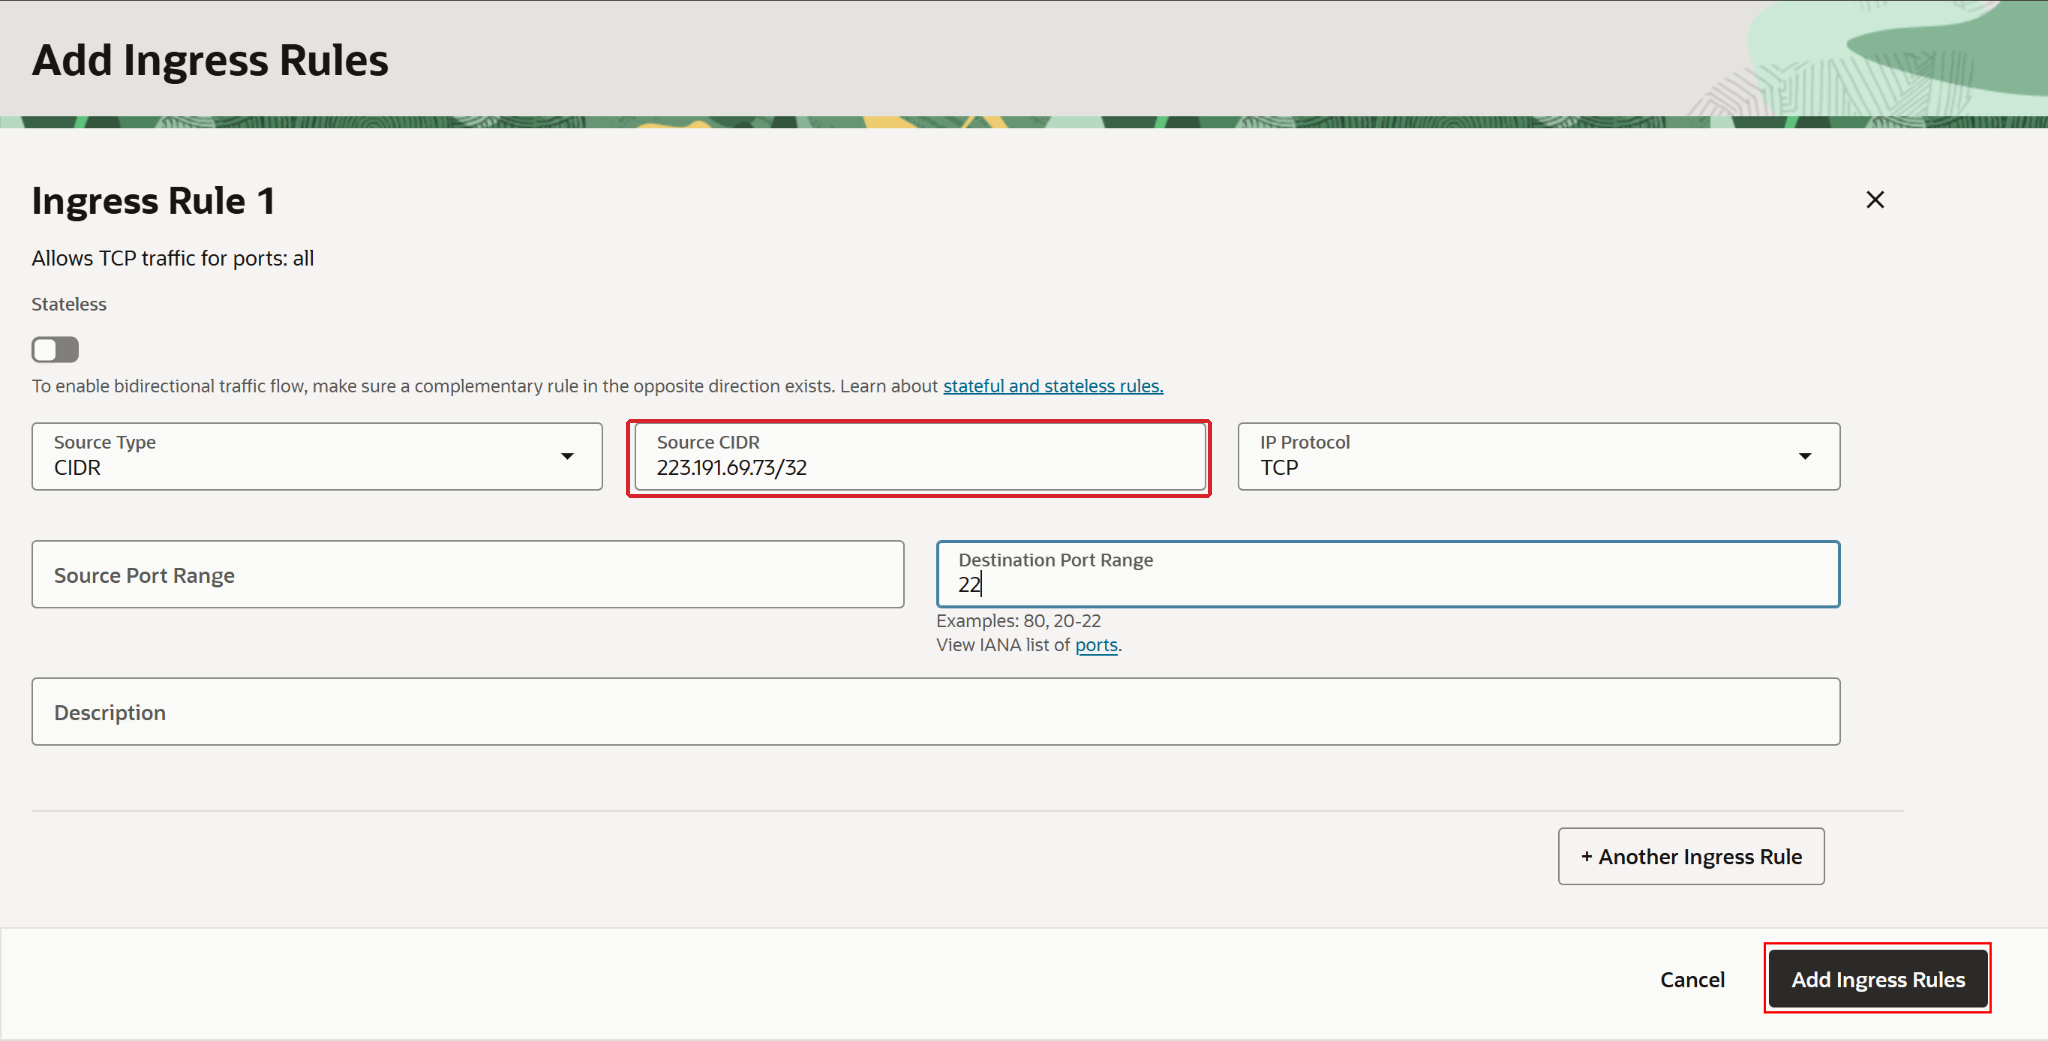 Add Ingress Rules
Ingress Rule 1
Allows TCP traffic for ports: all
Stateless
To enable bidirectional traffic flow, make sure a complementary rule in the opposite direction exists. Learn about stateful and stateless rules.
Source Type
CIDR
Source CIDR
223.191.69.73/32
IP Protocol
TCP
Source Port Range
Destination Port Range
22
Examples: 80, 20-22
View IANA list of ports.
Description
+ Another Ingress Rule
Cancel
Add Ingress Rules